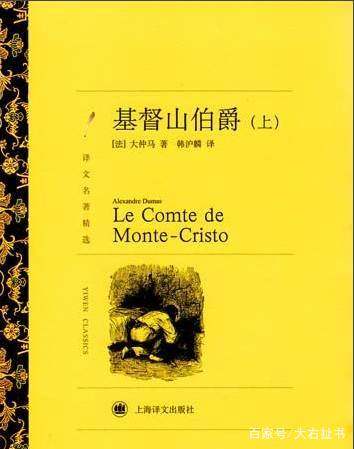 基督山伯爵(上)
[法] 大仲马 著 韩沪麟 译
译文名著精选
YIWEN CLASSICS
Alexandre Dumas
Le Comte de
Monte-Cristo
上海译文出版社
百家号/大右扯书